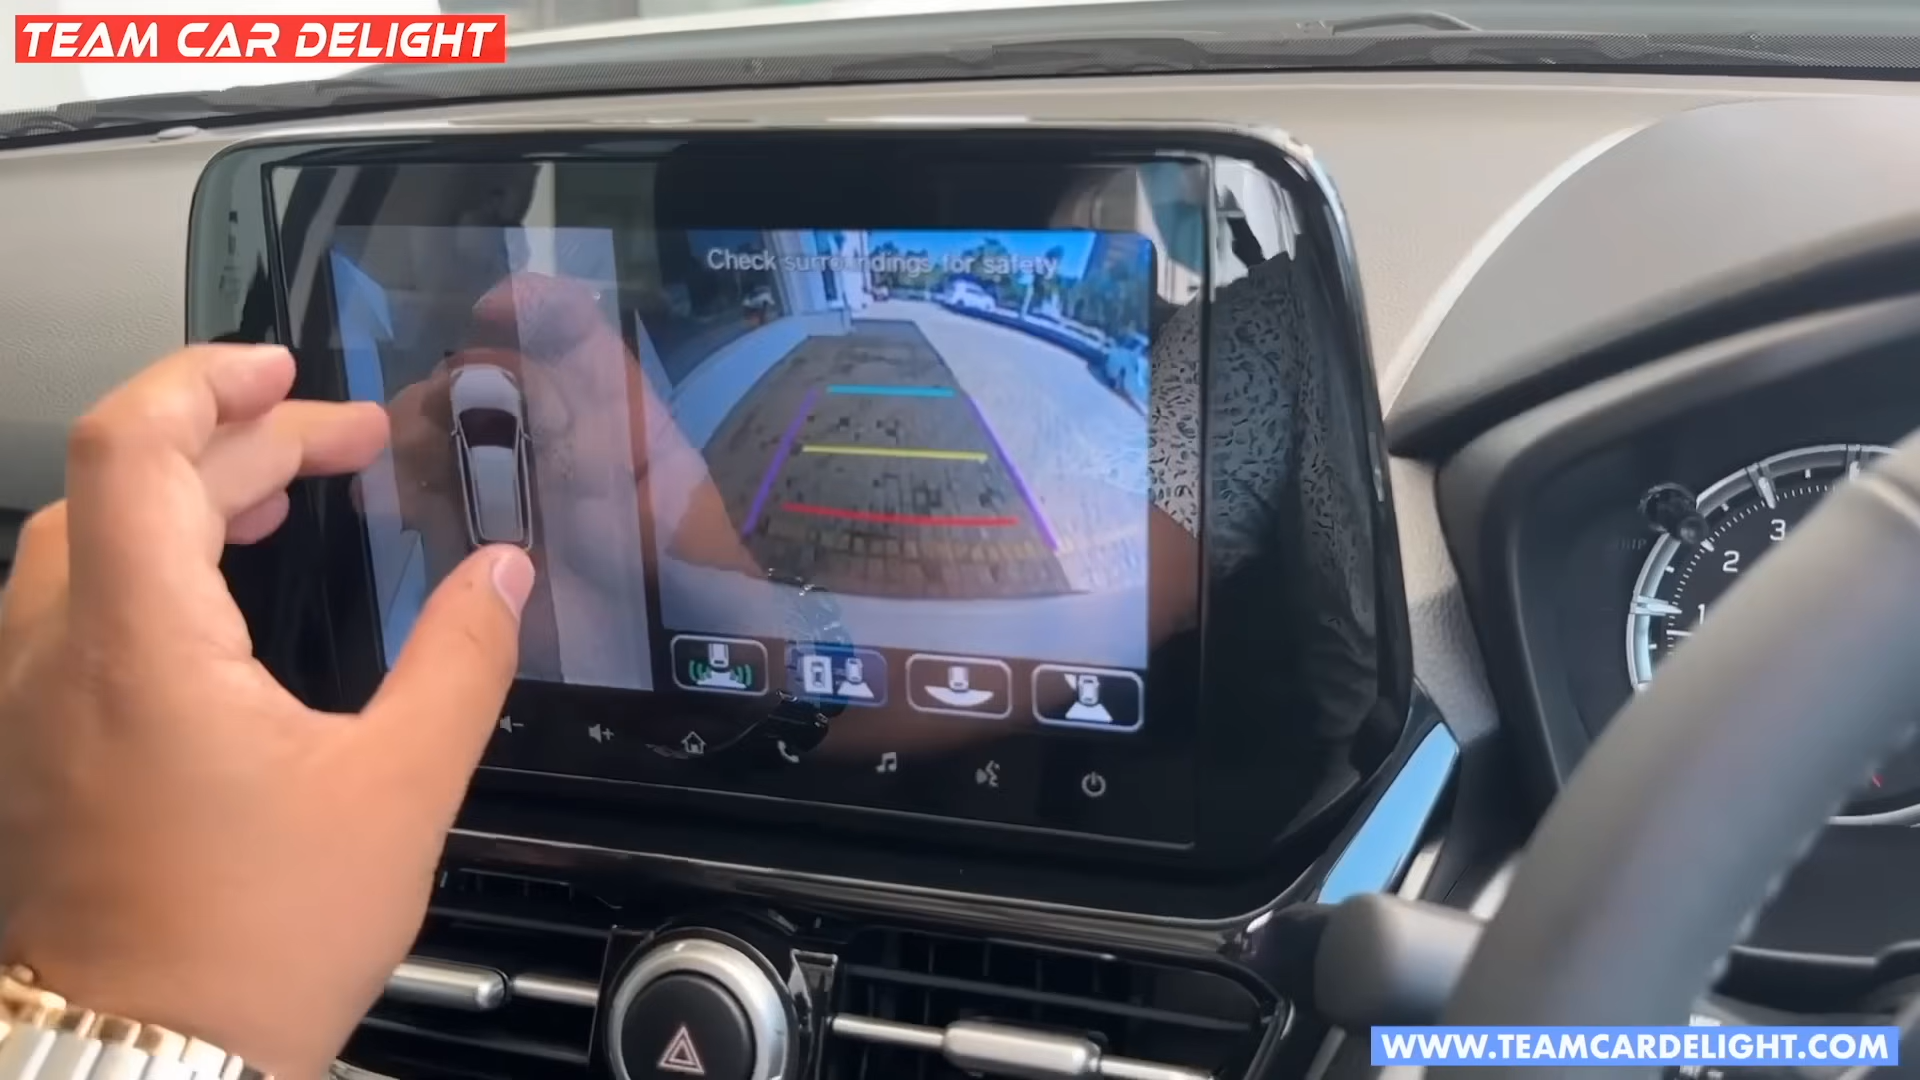 TEAM CAR DELIGHT
Check surroundings for safety
3
2
1
WWW.TEAMCARDELIGHT.COM